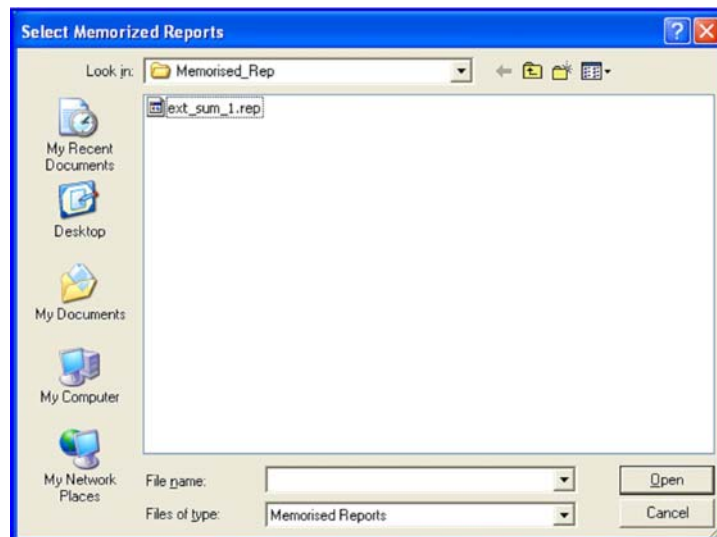 Select Memorized Reports
Look in: Memorised_Rep
ext_sum_1.rep
My Recent
Documents
Desktop
My Documents
My Computer
My Network
Places
File name:
Open
Files of type: Memorised Reports
Cancel